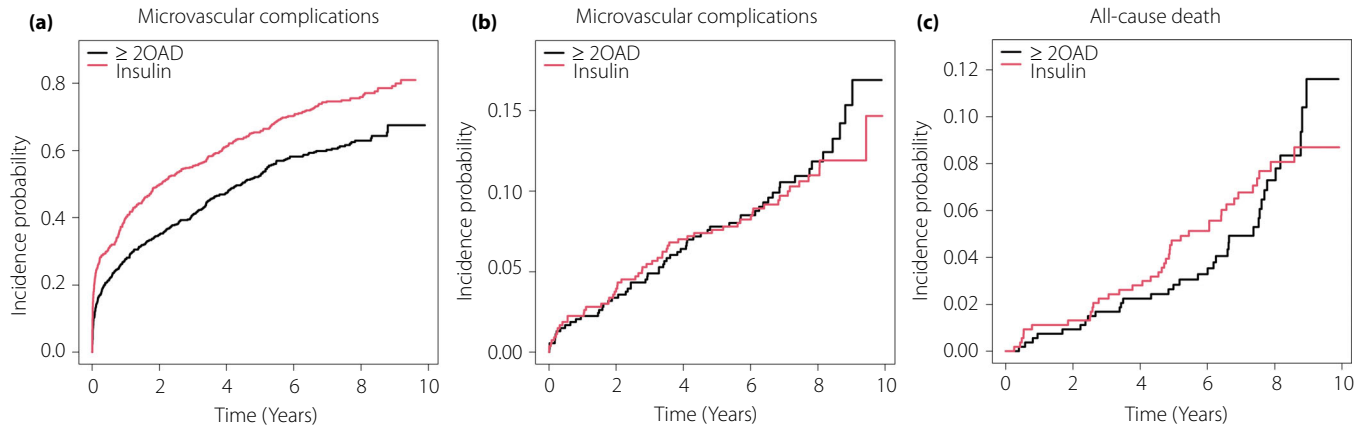 (a)
Microvascular complications
≥ 2OAD
Insulin
Incidence probability
0.8
0.6
0.4
0.2
0.0
0 2 4 6 8 10
Time (Years)
(b)
Microvascular complications
≥ 2OAD
Insulin
Incidence probability
0.15
0.10
0.05
0.00
0 2 4 6 8 10
Time (Years)
(c)
All-cause death
≥ 2OAD
Insulin
Incidence probability
0.12
0.10
0.08
0.06
0.04
0.02
0.00
0 2 4 6 8 10
Time (Years)